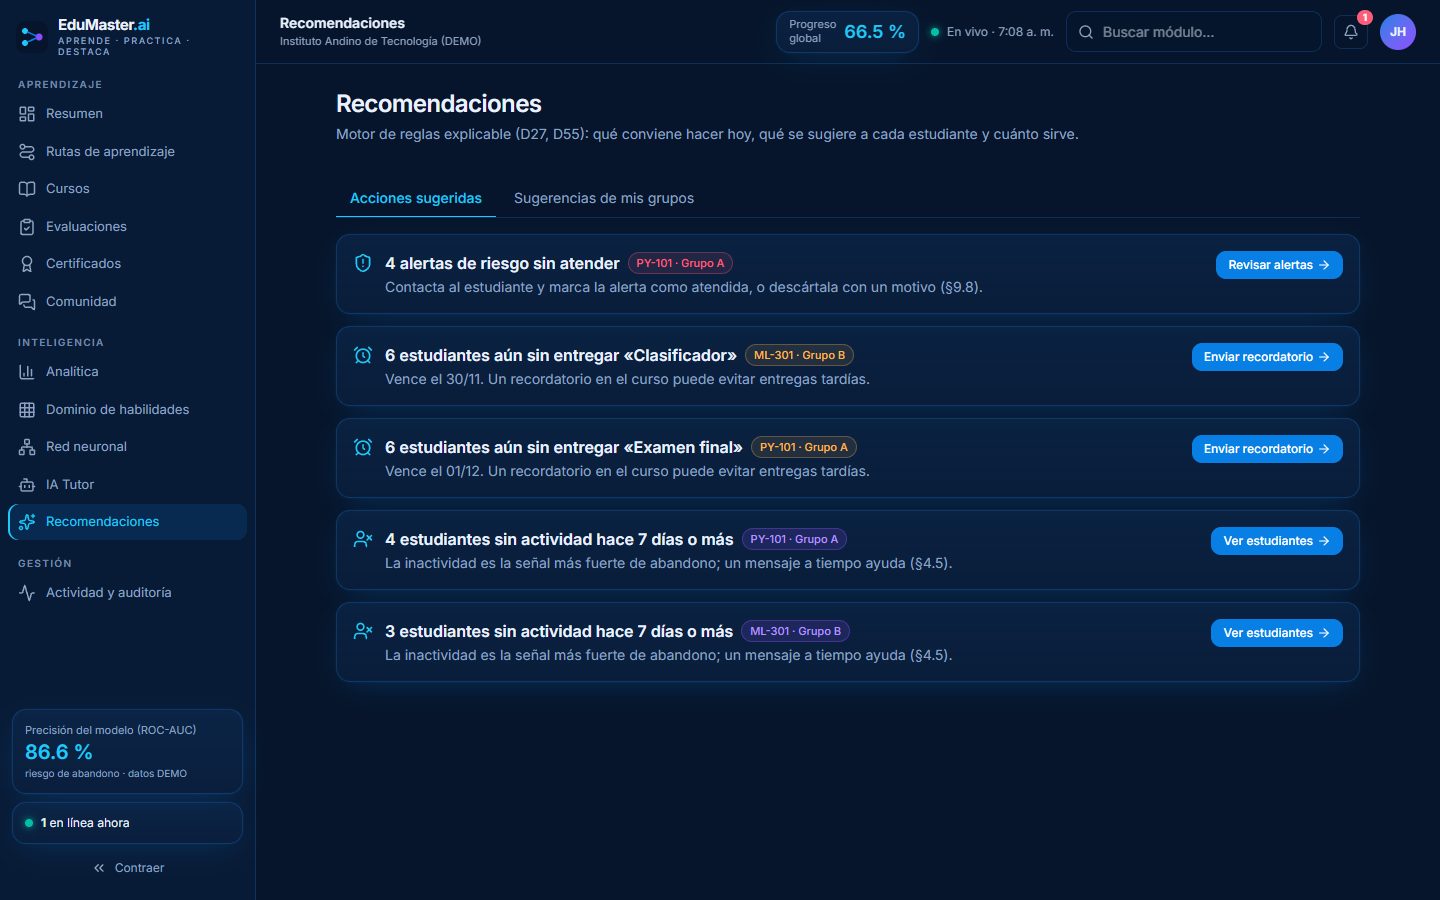 EduMaster.ai
APRENDE · PRACTICA ·
DESTACA
APRENDIZAJE
Resumen
Rutas de aprendizaje
Cursos
Evaluaciones
Certificados
Comunidad
INTELIGENCIA
Analítica
Dominio de habilidades
Red neuronal
IA Tutor
Recomendaciones
GESTIÓN
Actividad y auditoría
Precisión del modelo (ROC-AUC)
86.6 %
riesgo de abandono · datos DEMO
1 en línea ahora
Contraer
Recomendaciones
Instituto Andino de Tecnología (DEMO)
Progreso
global
66.5 %
En vivo · 7:08 a. m.
Buscar módulo...
1
JH
Recomendaciones
Motor de reglas explicable (D27, D55): qué conviene hacer hoy, qué se sugiere a cada estudiante y cuánto sirve.
Acciones sugeridas
Sugerencias de mis grupos
4 alertas de riesgo sin atender PY-101 · Grupo A
Contacta al estudiante y marca la alerta como atendida, o descártala con un motivo (§9.8).
Revisar alertas →
6 estudiantes aún sin entregar «Clasificador» ML-301 · Grupo B
Vence el 30/11. Un recordatorio en el curso puede evitar entregas tardías.
Enviar recordatorio →
6 estudiantes aún sin entregar «Examen final» PY-101 · Grupo A
Vence el 01/12. Un recordatorio en el curso puede evitar entregas tardías.
Enviar recordatorio →
4 estudiantes sin actividad hace 7 días o más PY-101 · Grupo A
La inactividad es la señal más fuerte de abandono; un mensaje a tiempo ayuda (§4.5).
Ver estudiantes →
3 estudiantes sin actividad hace 7 días o más ML-301 · Grupo B
La inactividad es la señal más fuerte de abandono; un mensaje a tiempo ayuda (§4.5).
Ver estudiantes →